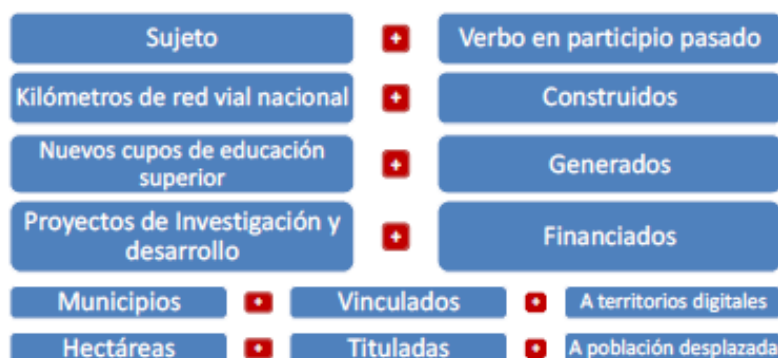 Sujeto + Verbo en participio pasado
Kilómetros de red vial nacional + Construidos
Nuevos cupos de educación
superior + Generados
Proyectos de Investigación y
desarrollo + Financiados
Municipios + Vinculados + A territorios digitales
Hectáreas + Tituladas + A población desplazada